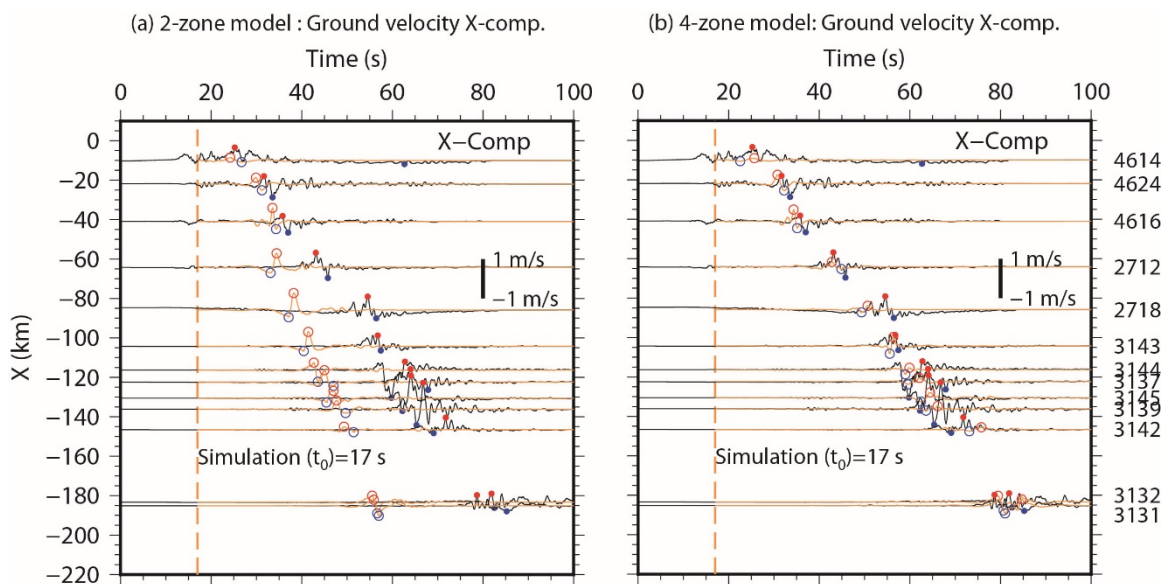 (a) 2-zone model : Ground velocity X-comp.
Time (s)
0 20 40 60 80 100
X−Comp
X (km)
0
−20
−40
−60
−80
−100
−120
−140
−160
−180
−200
−220
1 m/s
−1 m/s
Simulation (t0)=17 s
(b) 4-zone model: Ground velocity X-comp.
Time (s)
0 20 40 60 80 100
X−Comp
1 m/s
−1 m/s
Simulation (t0)=17 s
4614
4624
4616
2712
2718
3143
3144
3137
3145
3139
3142
3132
3131